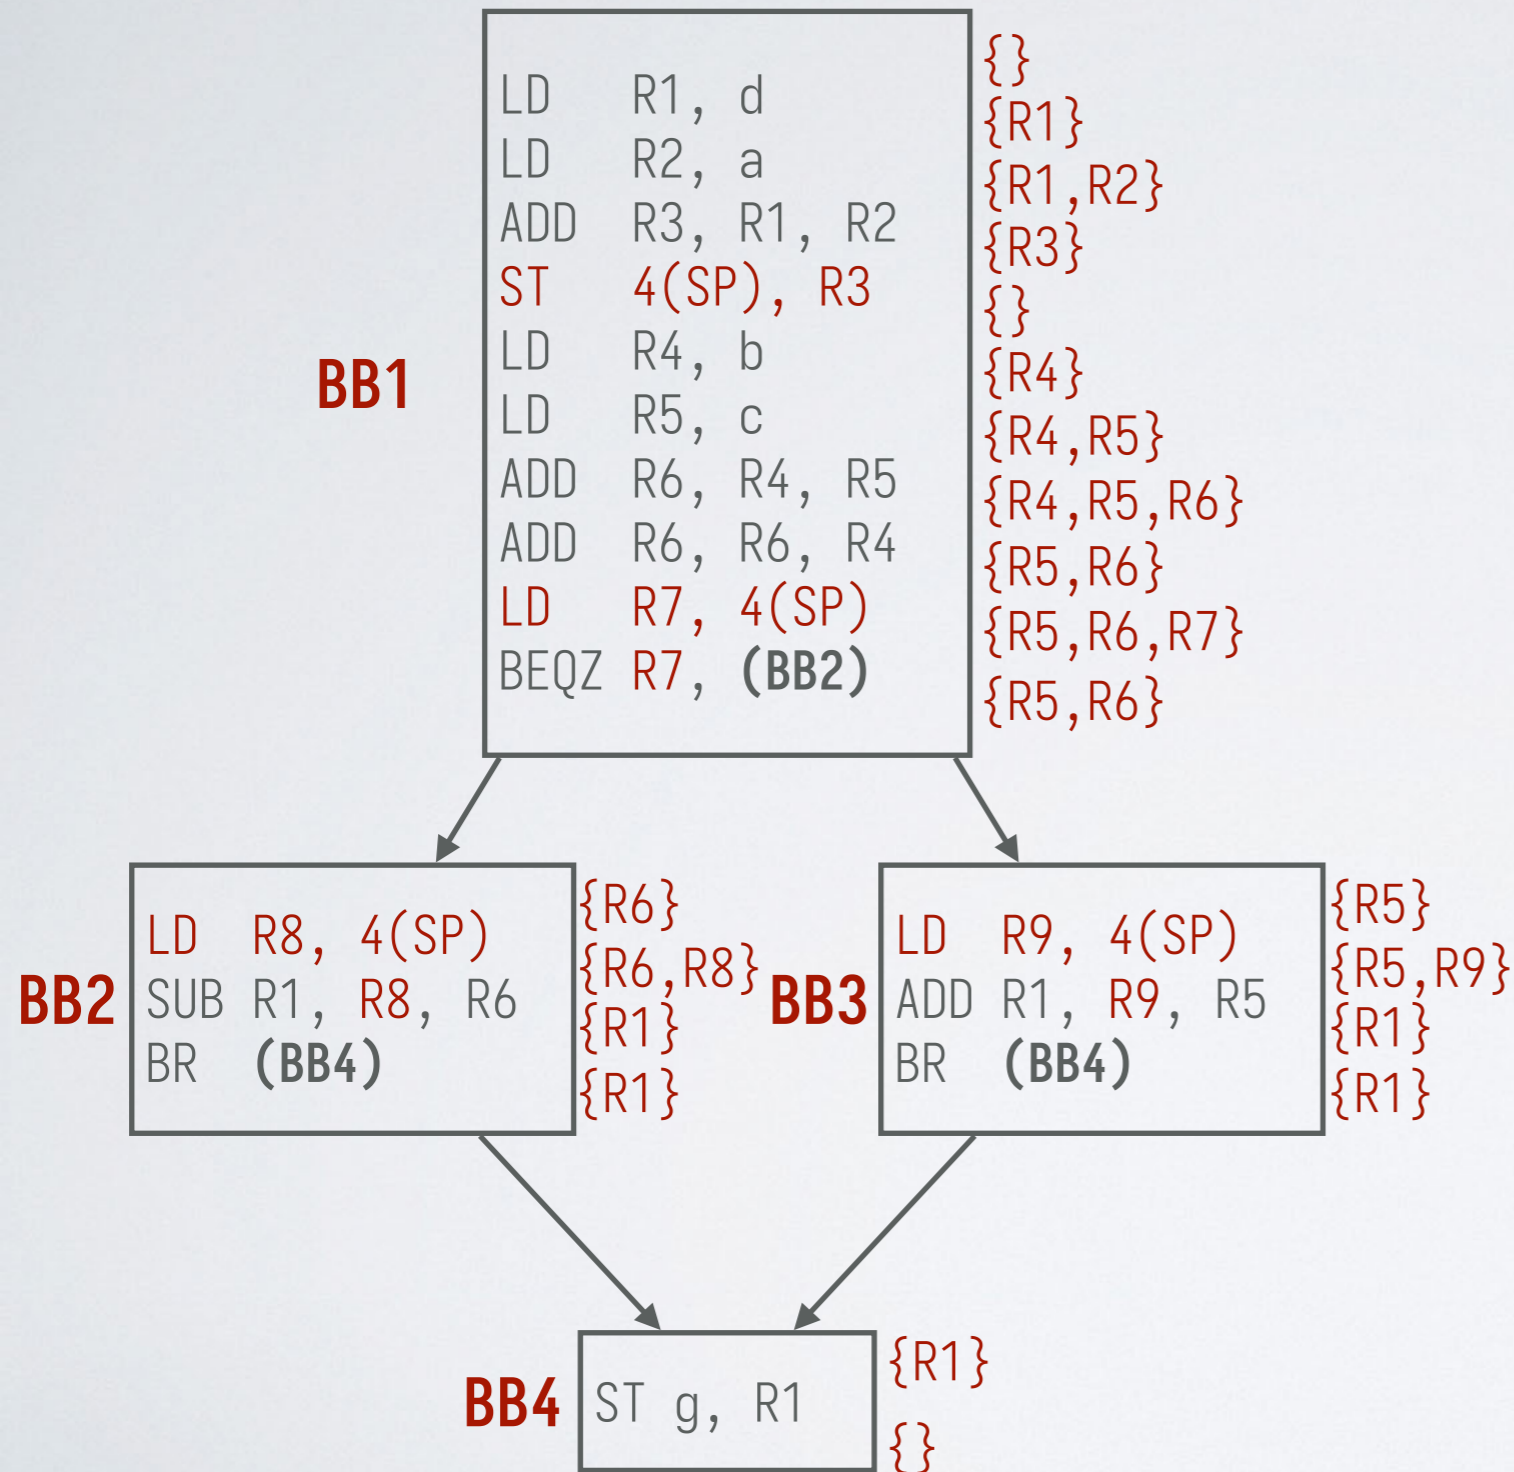 {}
LD R1, d
{R1}
LD R2, a
{R1,R2}
ADD R3, R1, R2
{R3}
ST 4(SP), R3
{}
LD R4, b
{R4}
BB1
LD R5, c
{R4,R5}
ADD R6, R4, R5
{R4,R5,R6}
ADD R6, R6, R4
{R5,R6}
LD R7, 4(SP)
{R5,R6,R7}
BEQZ R7, (BB2)
{R5,R6}
BB2
{R6}
LD R8, 4(SP)
{R6,R8}
SUB R1, R8, R6
{R1}
BR (BB4)
{R1}
BB3
{R5}
LD R9, 4(SP)
{R5,R9}
ADD R1, R9, R5
{R1}
BR (BB4)
{R1}
BB4
{R1}
ST g, R1
{}